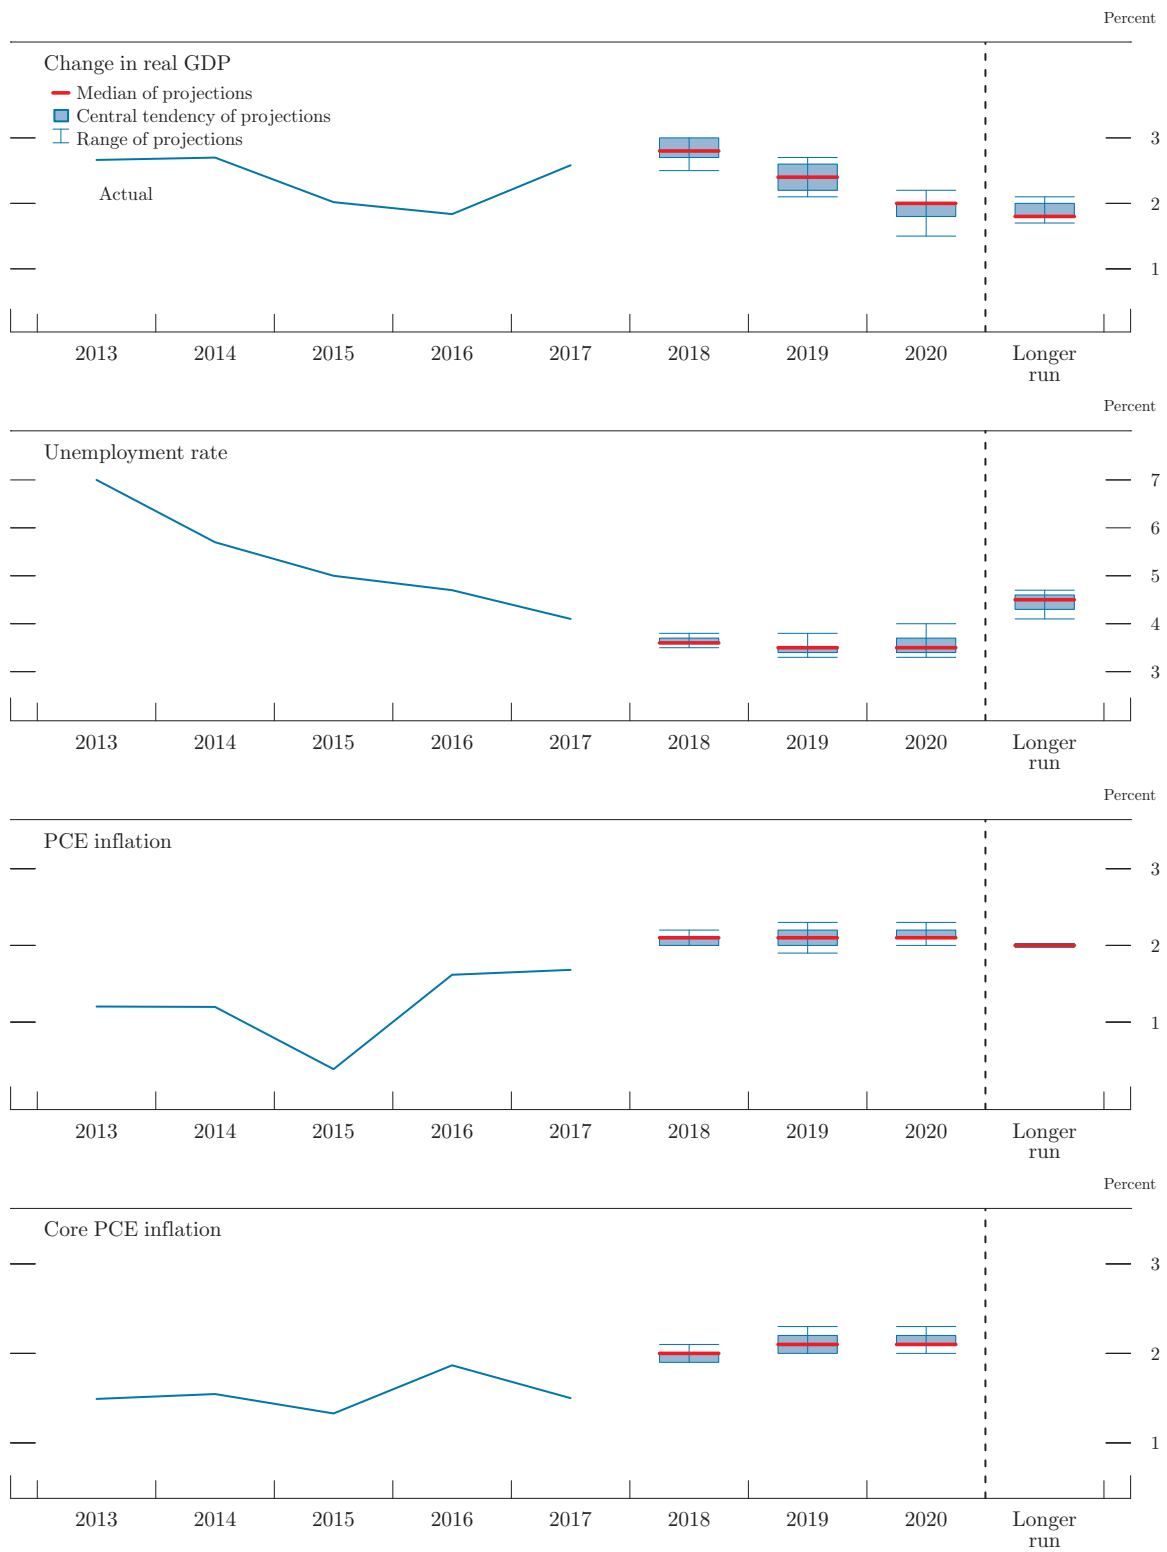 Percent
Change in real GDP
Median of projections
Central tendency of projections
Range of projections
Actual
3
2
1
2013 2014 2015 2016 2017 2018 2019 2020 Longer
run
Percent
Unemployment rate
7
6
5
4
3
2013 2014 2015 2016 2017 2018 2019 2020 Longer
run
Percent
PCE inflation
3
2
1
2013 2014 2015 2016 2017 2018 2019 2020 Longer
run
Percent
Core PCE inflation
3
2
1
2013 2014 2015 2016 2017 2018 2019 2020 Longer
run